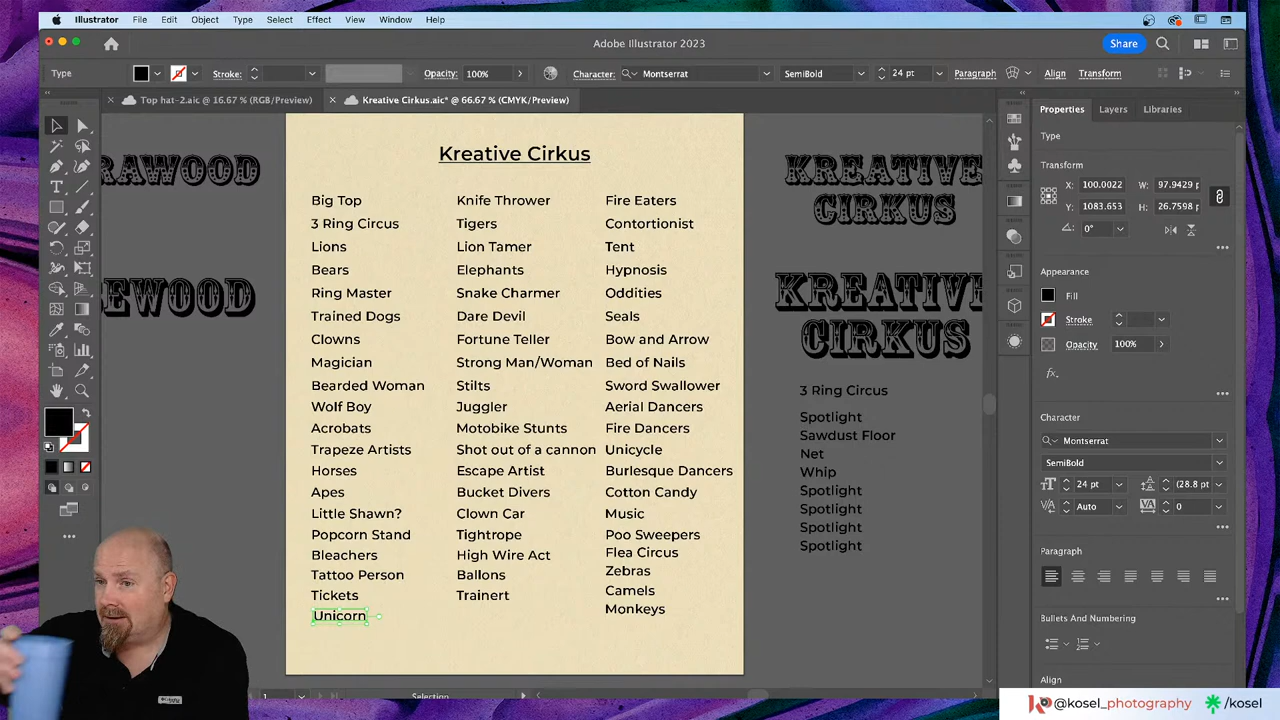 Illustrator File Edit Object Type Select Effect View Window Help
Adobe Illustrator 2023
Share
Type Stroke: Opacity: 100% Character: Montserrat SemiBold 24 pt Paragraph Align Transform
Top hat-2.aic @ 16.67 % (RGB/Preview)
Kreative Cirkus.aic* @ 66.67 % (CMYK/Preview)
RAWOOD
EWOOD
Kreative Cirkus
Big Top
3 Ring Circus
Lions
Bears
Ring Master
Trained Dogs
Clowns
Magician
Bearded Woman
Wolf Boy
Acrobats
Trapeze Artists
Horses
Apes
Little Shawn?
Popcorn Stand
Bleachers
Tattoo Person
Tickets
Unicorn
Knife Thrower
Tigers
Lion Tamer
Elephants
Snake Charmer
Dare Devil
Fortune Teller
Strong Man/Woman
Stilts
Juggler
Motobike Stunts
Shot out of a cannon
Escape Artist
Bucket Divers
Clown Car
Tightrope
High Wire Act
Ballons
Trainert
Fire Eaters
Contortionist
Tent
Hypnosis
Oddities
Seals
Bow and Arrow
Bed of Nails
Sword Swallower
Aerial Dancers
Fire Dancers
Unicycle
Burlesque Dancers
Cotton Candy
Music
Poo Sweepers
Flea Circus
Zebras
Camels
Monkeys
KREATIVE
CIRKUS
KREATIVE
CIRKUS
3 Ring Circus
Spotlight
Sawdust Floor
Net
Whip
Spotlight
Spotlight
Spotlight
Spotlight
Properties Layers Libraries
Type
Transform
X: 100.0022 W: 97.9429 p
Y: 1083.653 H: 26.7598 p
0°
Appearance
Fill
Stroke
Opacity 100%
fx.
Character
Montserrat
SemiBold
24 pt (28.8 pt)
Auto 0
Paragraph
Bullets And Numbering
Align
Selection
@kosel_photography /kosel